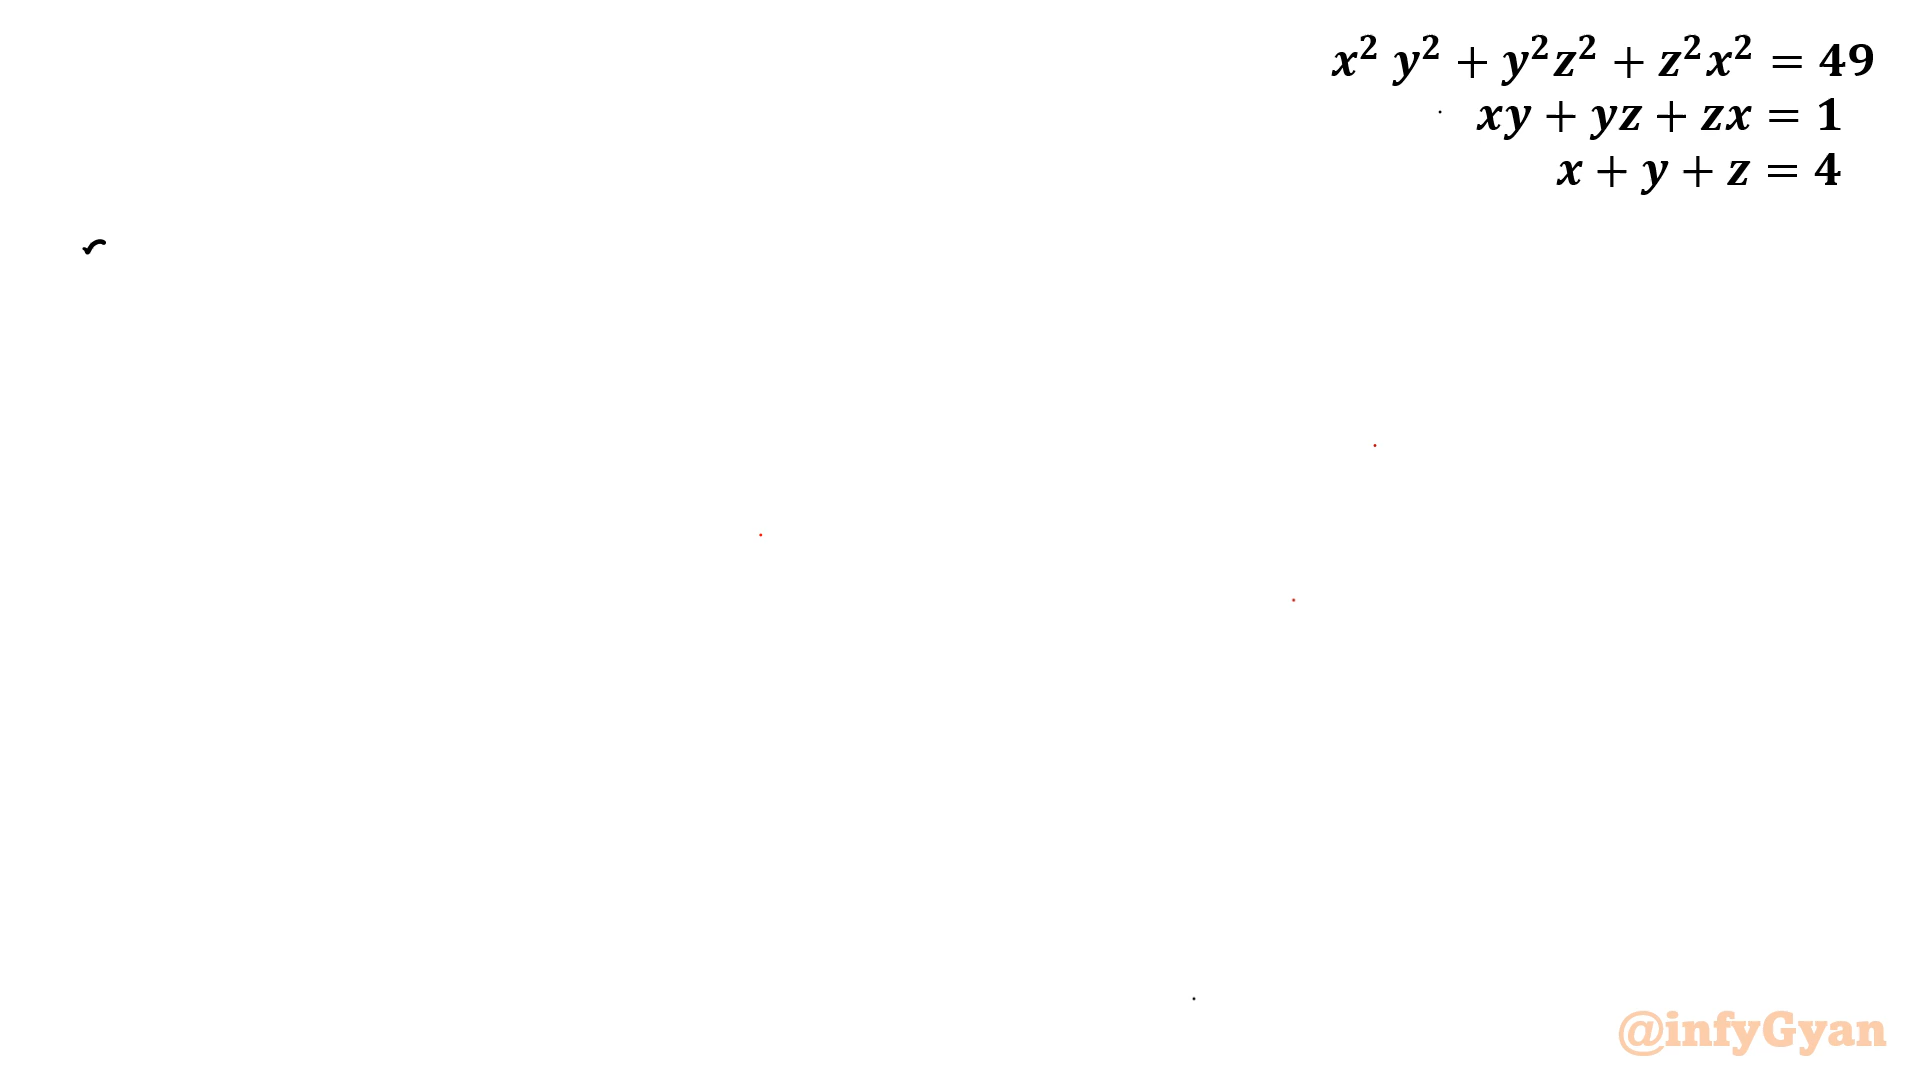 x² y² + y²z² + z²x² = 49
xy + yz + zx = 1
x + y + z = 4
@infyGyan